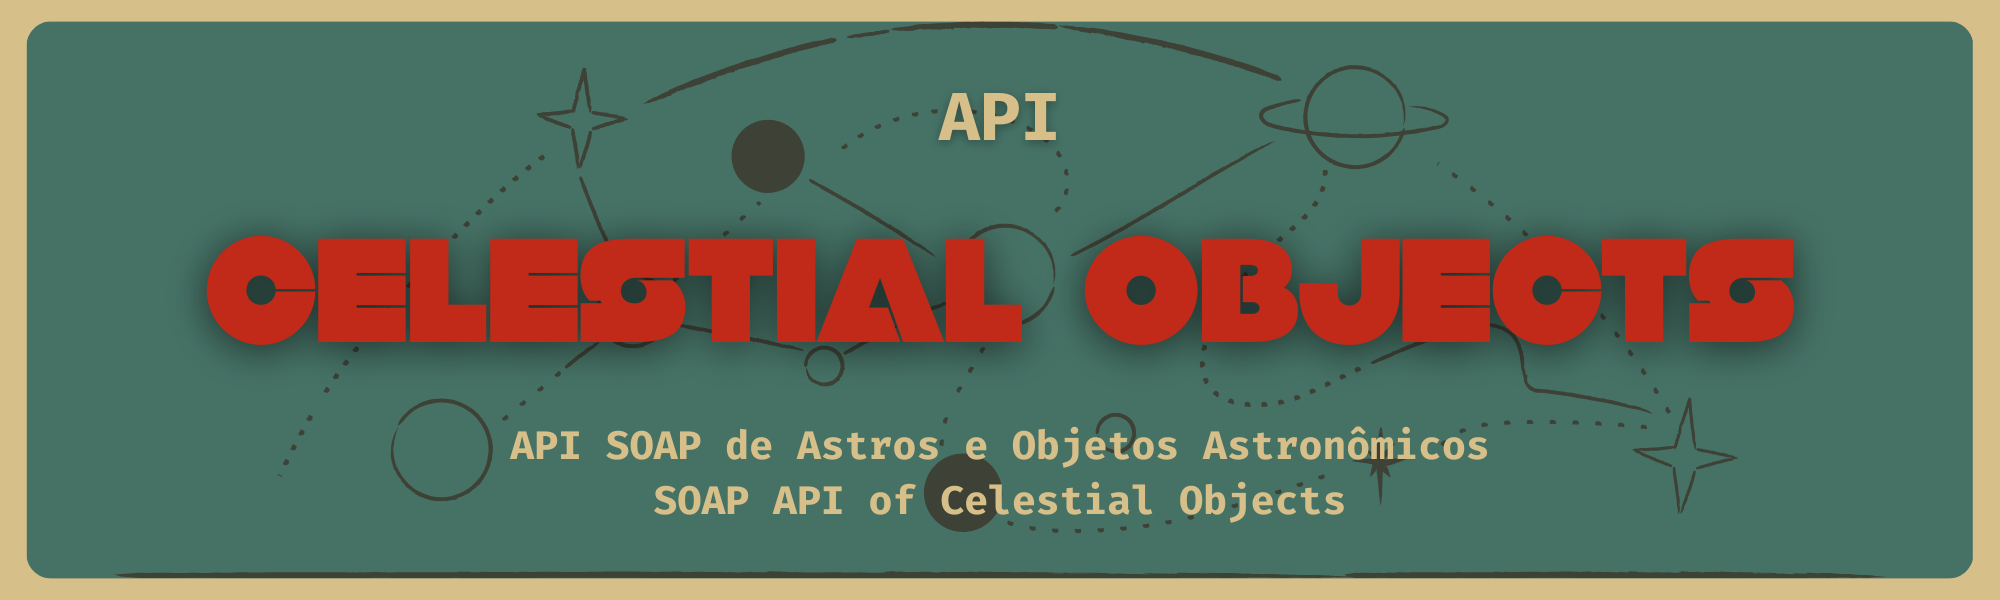 API
CELESTIAL OBJECTS
API SOAP de Astros e Objetos Astronômicos
SOAP API of Celestial Objects